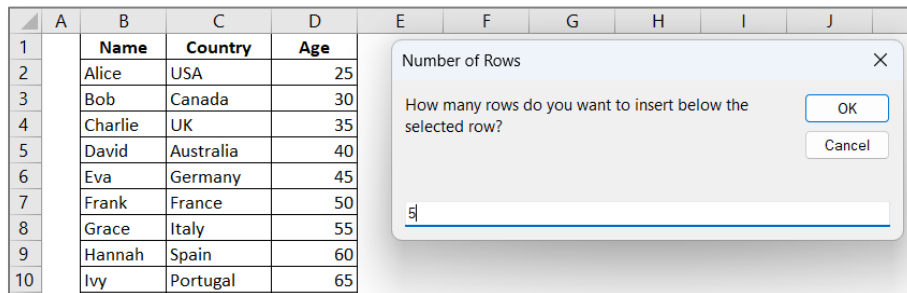 A B C D E F G H I J
1 Name Country Age
2 Alice USA 25
3 Bob Canada 30
4 Charlie UK 35
5 David Australia 40
6 Eva Germany 45
7 Frank France 50
8 Grace Italy 55
9 Hannah Spain 60
10 Ivy Portugal 65
Number of Rows
How many rows do you want to insert below the
selected row?
OK
Cancel
5